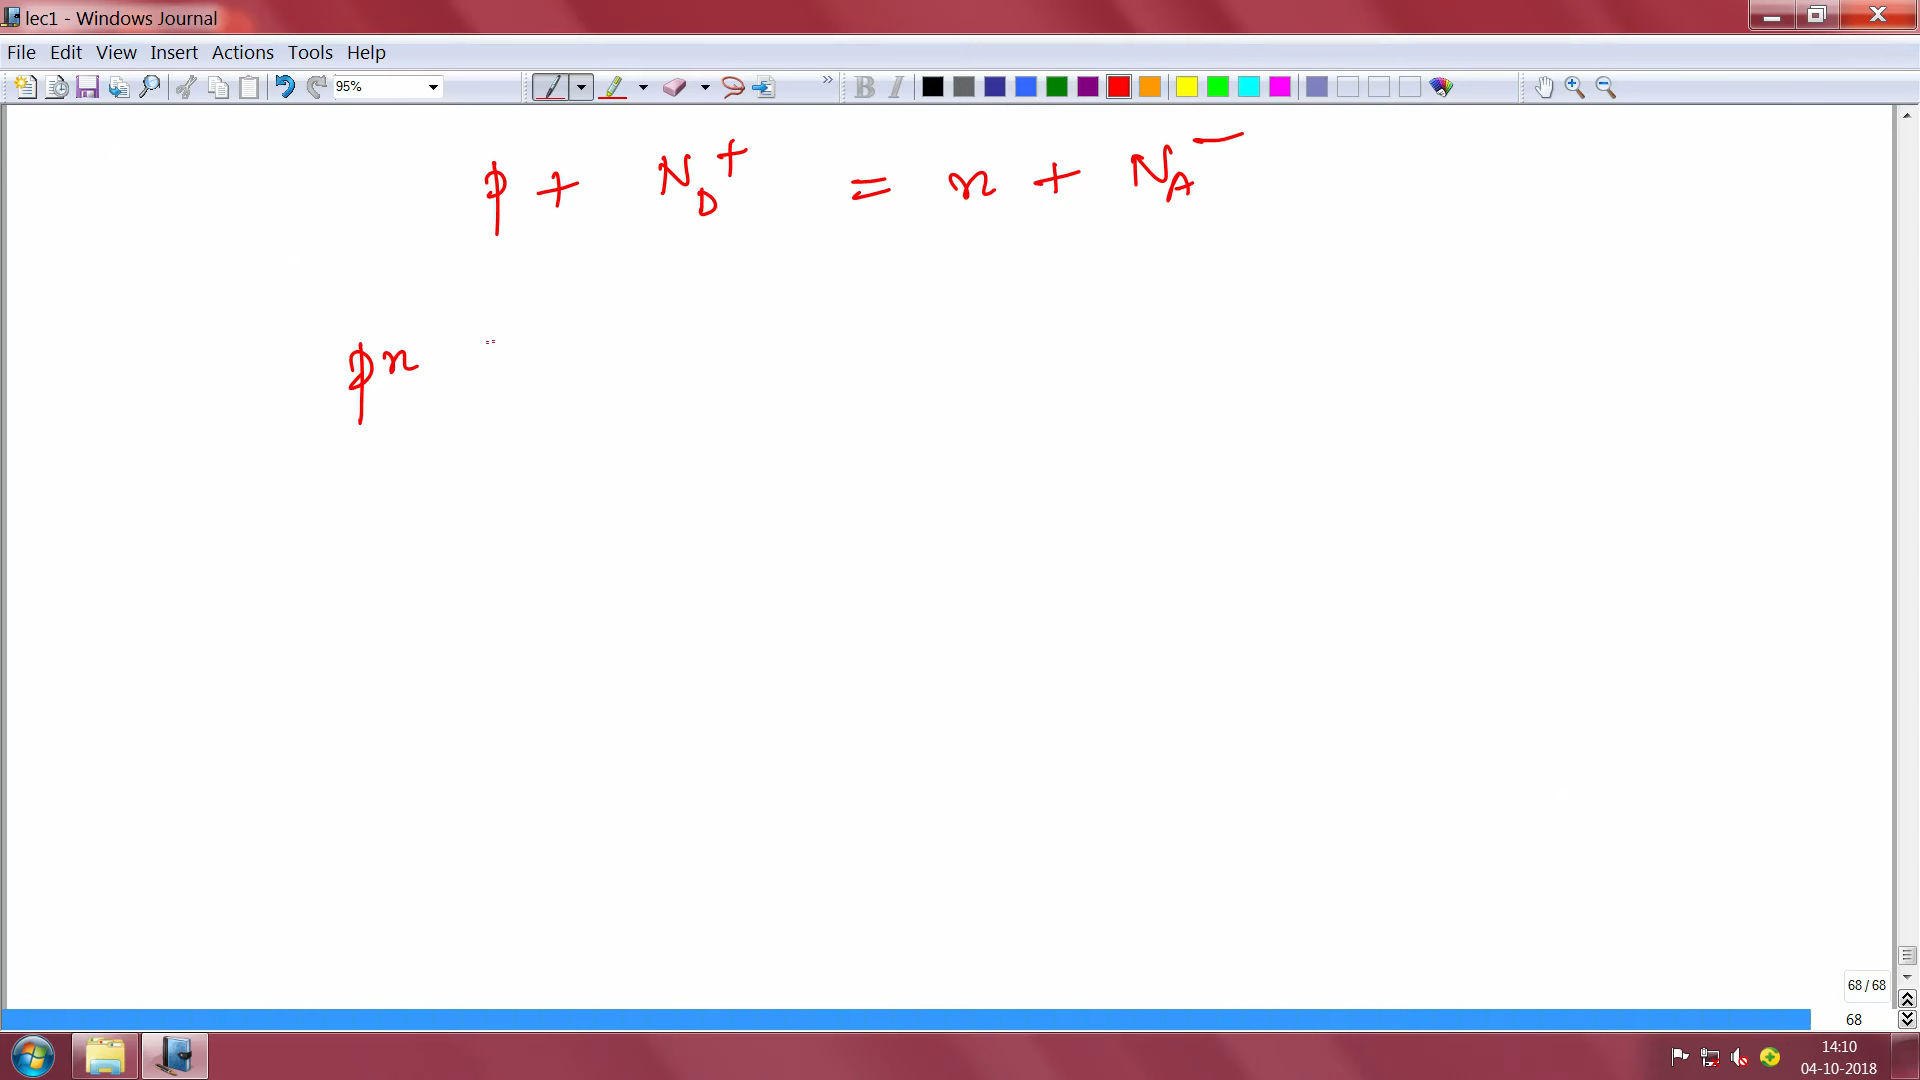 lec1 - Windows Journal
File Edit View Insert Actions Tools Help
95%
p + N_D^+ = n + N_A^-
pn
68 / 68
68
14:10
04-10-2018